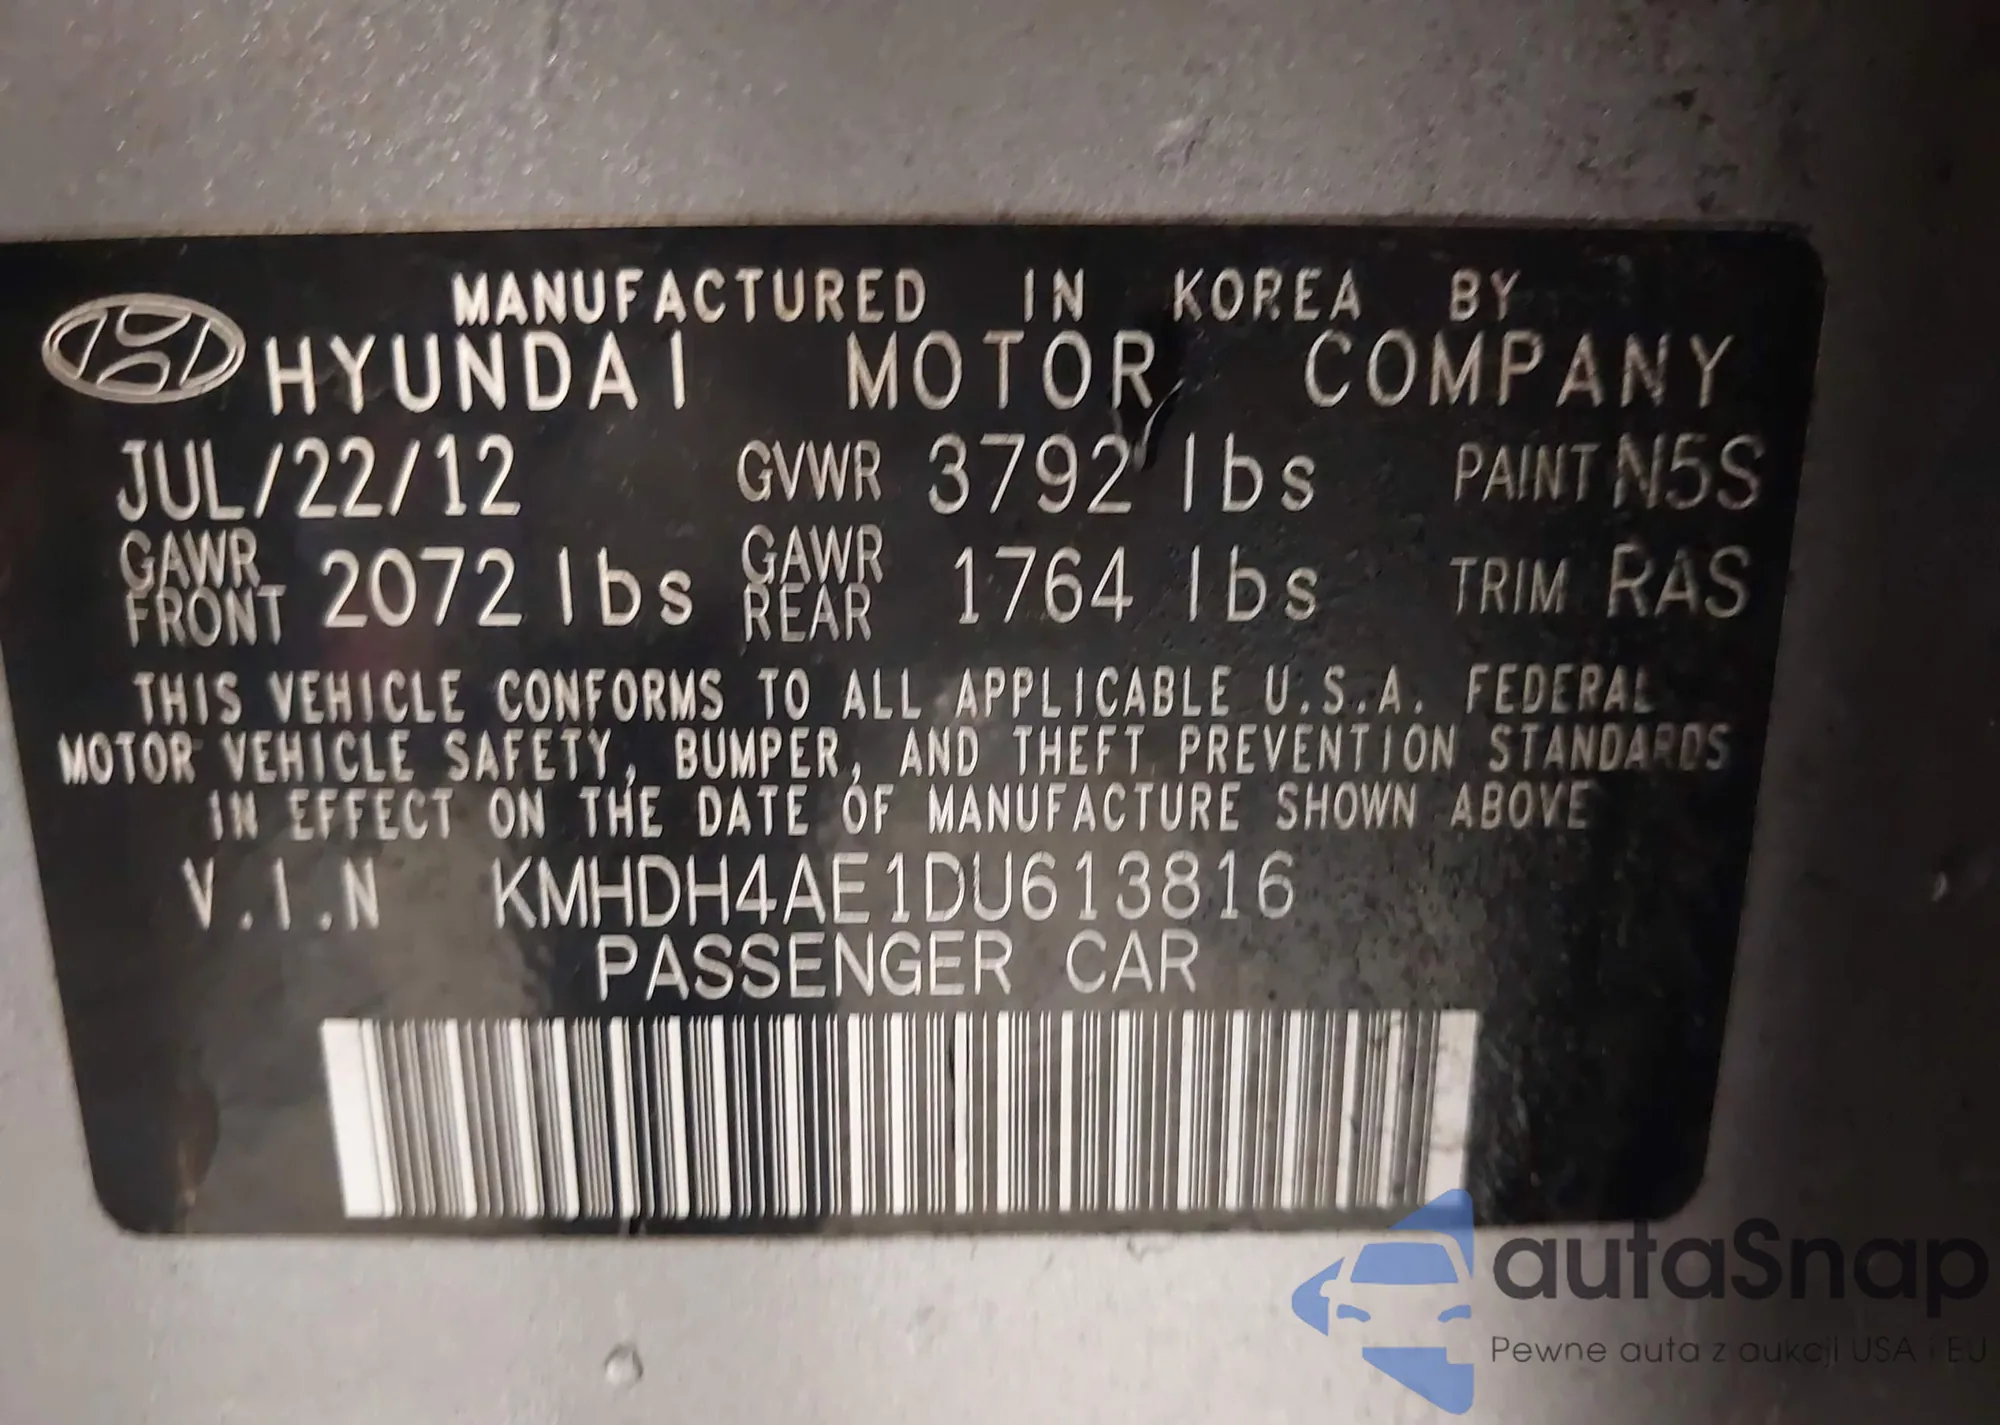 MANUFACTURED IN KOREA BY
HYUNDAI MOTOR COMPANY
JUL/22/12 GVWR 3792 lbs PAINT N5S
GAWR FRONT 2072 lbs GAWR REAR 1764 lbs TRIM RAS
THIS VEHICLE CONFORMS TO ALL APPLICABLE U.S.A. FEDERAL
MOTOR VEHICLE SAFETY, BUMPER, AND THEFT PREVENTION STANDARDS
IN EFFECT ON THE DATE OF MANUFACTURE SHOWN ABOVE
V.I.N KMHDH4AE1DU613816
PASSENGER CAR
autaSnap
Pewne auta z aukcji USA i EU